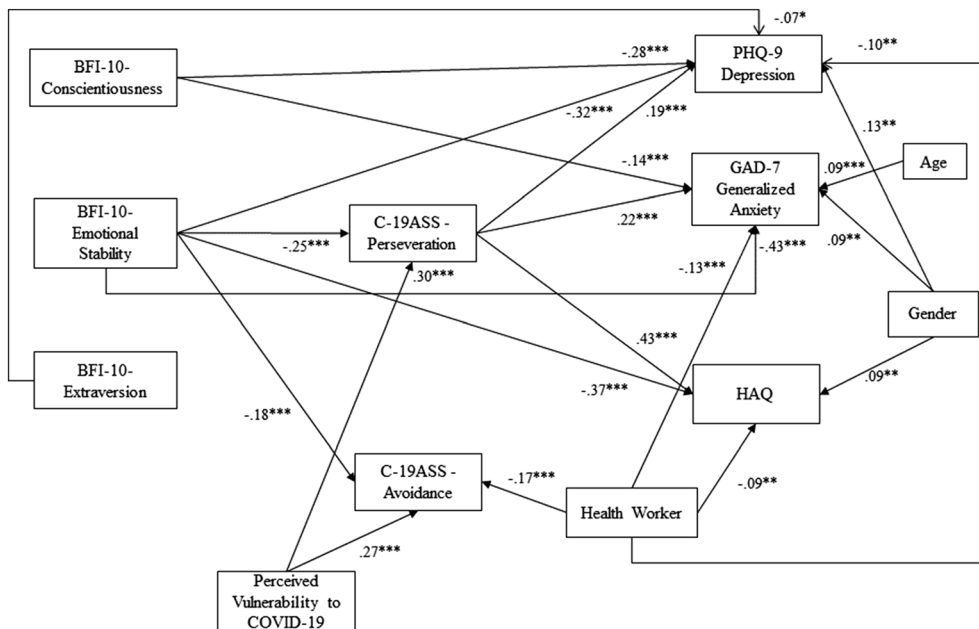 -.07*
-.10**
PHQ-9
Depression
-.28***
BFI-10-
Conscientiousness
-.32***
.19***
.13**
-.14***
GAD-7
Generalized
Anxiety
.09***
Age
BFI-10-
Emotional
Stability
C-19ASS -
Perseveration
-.25***
.22***
-.43***
.09**
.30***
-.13***
Gender
BFI-10-
Extraversion
.43***
-.37***
HAQ
.09**
-.18***
C-19ASS -
Avoidance
-.17***
-.09**
Health Worker
.27***
Perceived
Vulnerability to
COVID-19